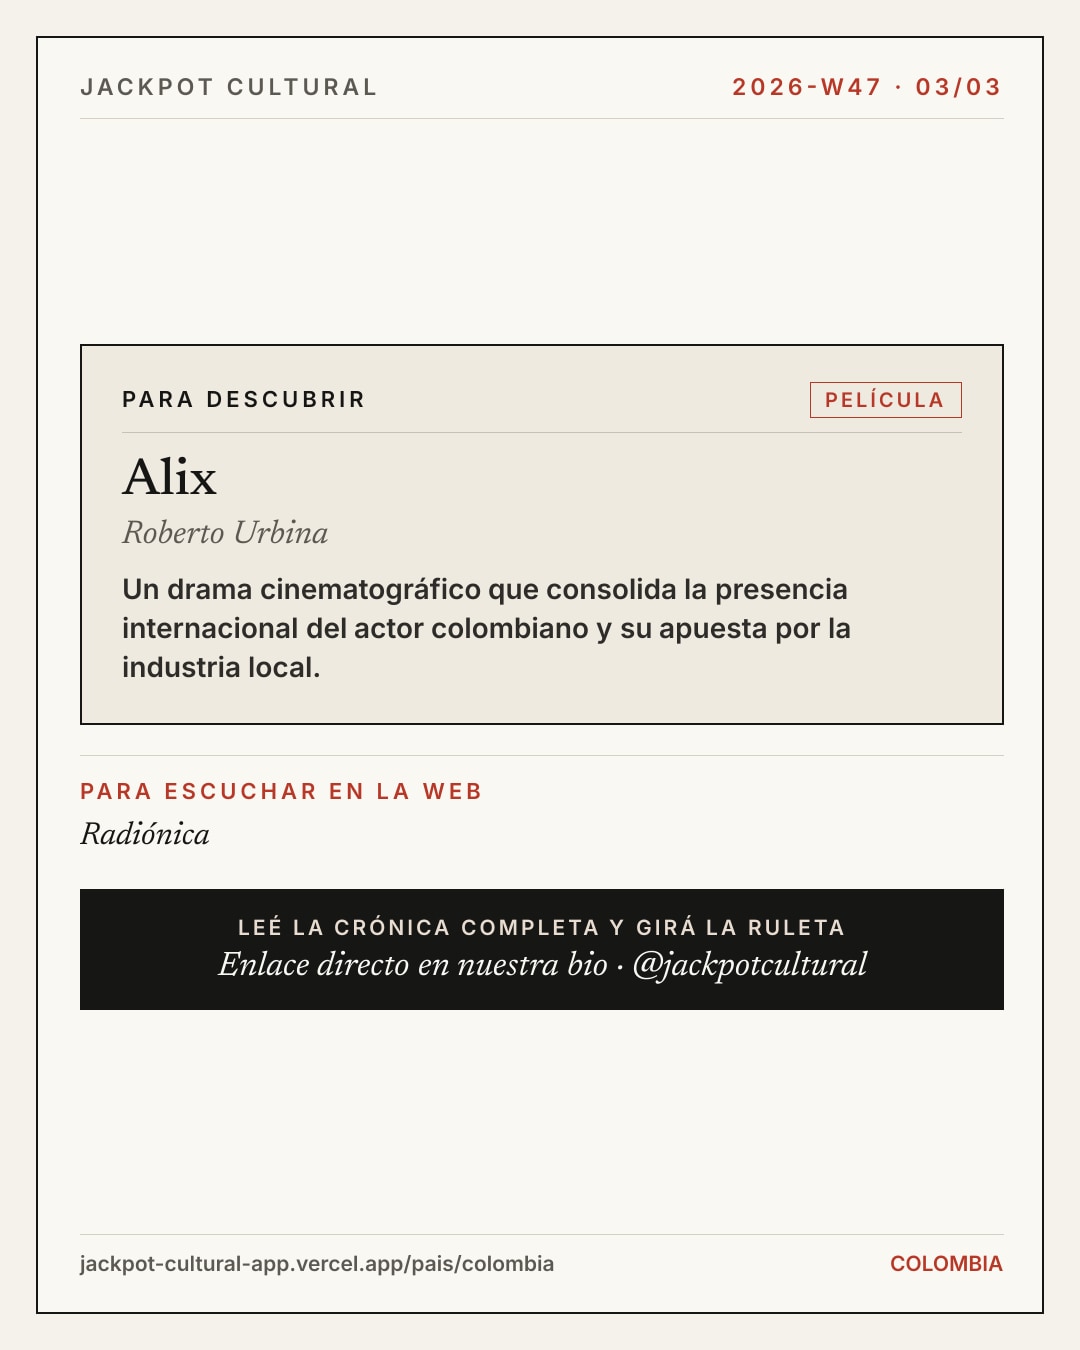 JACKPOT CULTURAL
2026-W47 · 03/03
PARA DESCUBRIR
PELÍCULA
Alix
Roberto Urbina
Un drama cinematográfico que consolida la presencia
internacional del actor colombiano y su apuesta por la
industria local.
PARA ESCUCHAR EN LA WEB
Radiónica
LEÉ LA CRÓNICA COMPLETA Y GIRÁ LA RULETA
Enlace directo en nuestra bio · @jackpotcultural
jackpot-cultural-app.vercel.app/pais/colombia
COLOMBIA